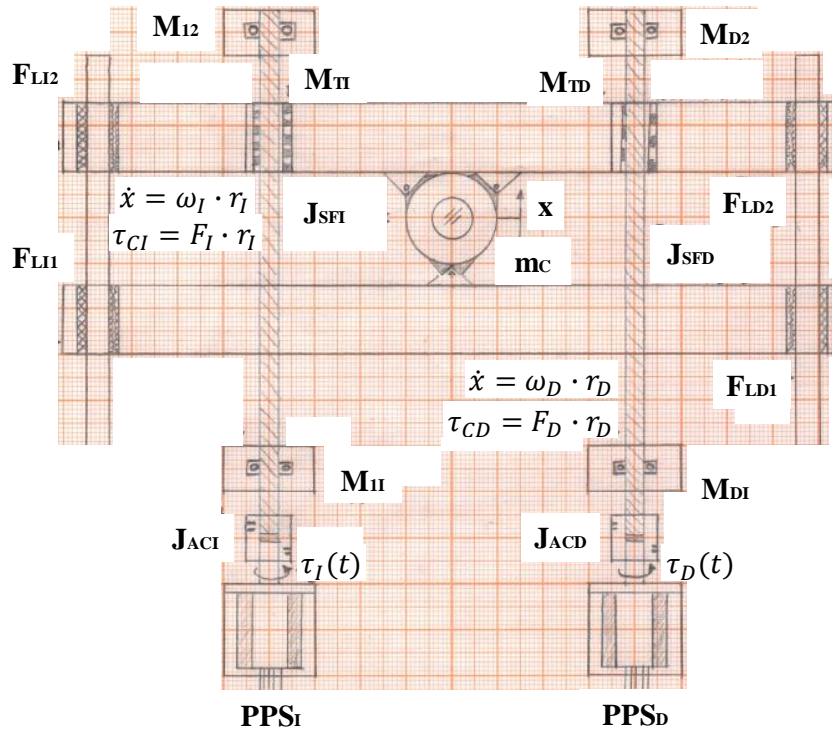 M12
MD2
FLI2
MTI
MTD
ẋ = ωI · rI
τCI = FI · rI
JSFI
x
FLD2
FLI1
mC
JSFD
ẋ = ωD · rD
τCD = FD · rD
FLD1
M1I
MDI
JACI
τI(t)
JACD
τD(t)
PPSI
PPSD